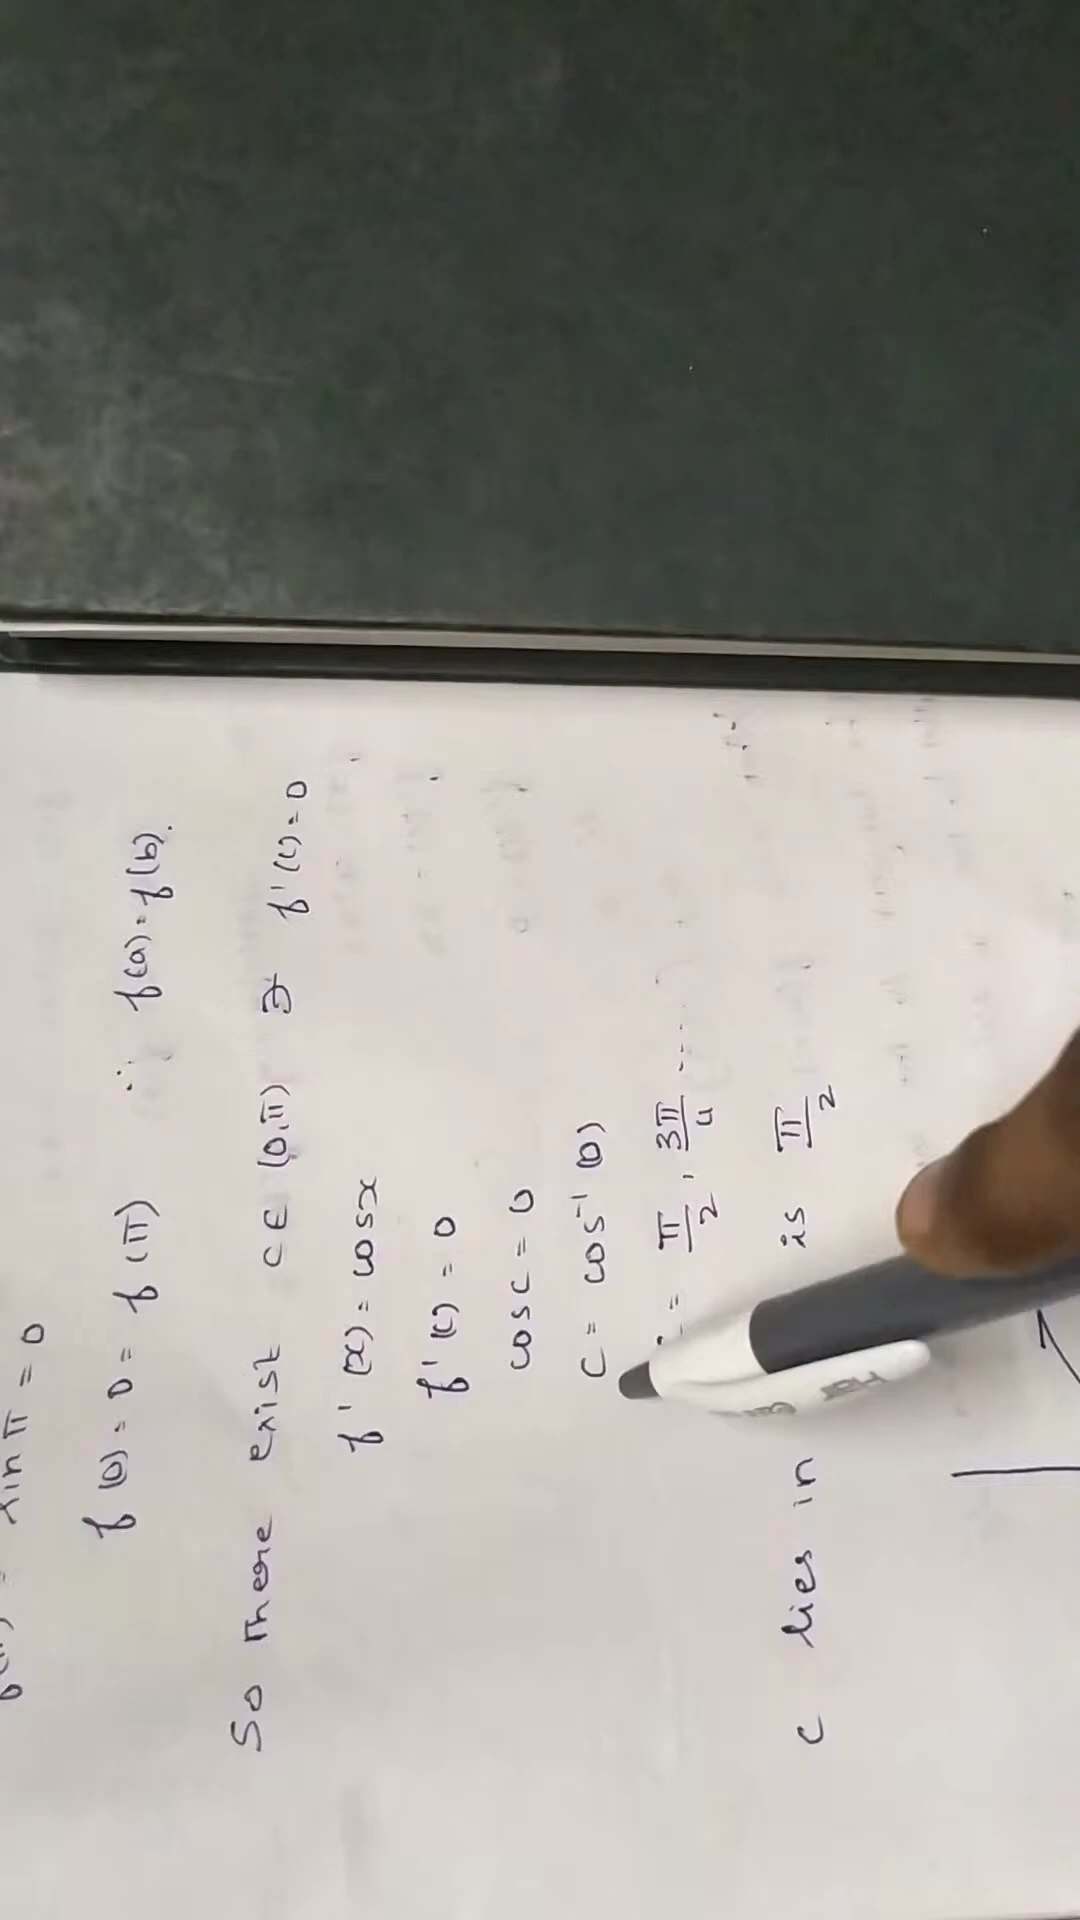 sin π = 0
f(0) = 0 = f(π) ∴ f(a) = f(b).
So there exist c ∈ (0,π) ∋ f'(c) = 0
f'(x) = cosx
f'(c) = 0
cos c = 0
c = cos⁻¹(0)
= π/2, 3π/4 ....
c lies in is π/2